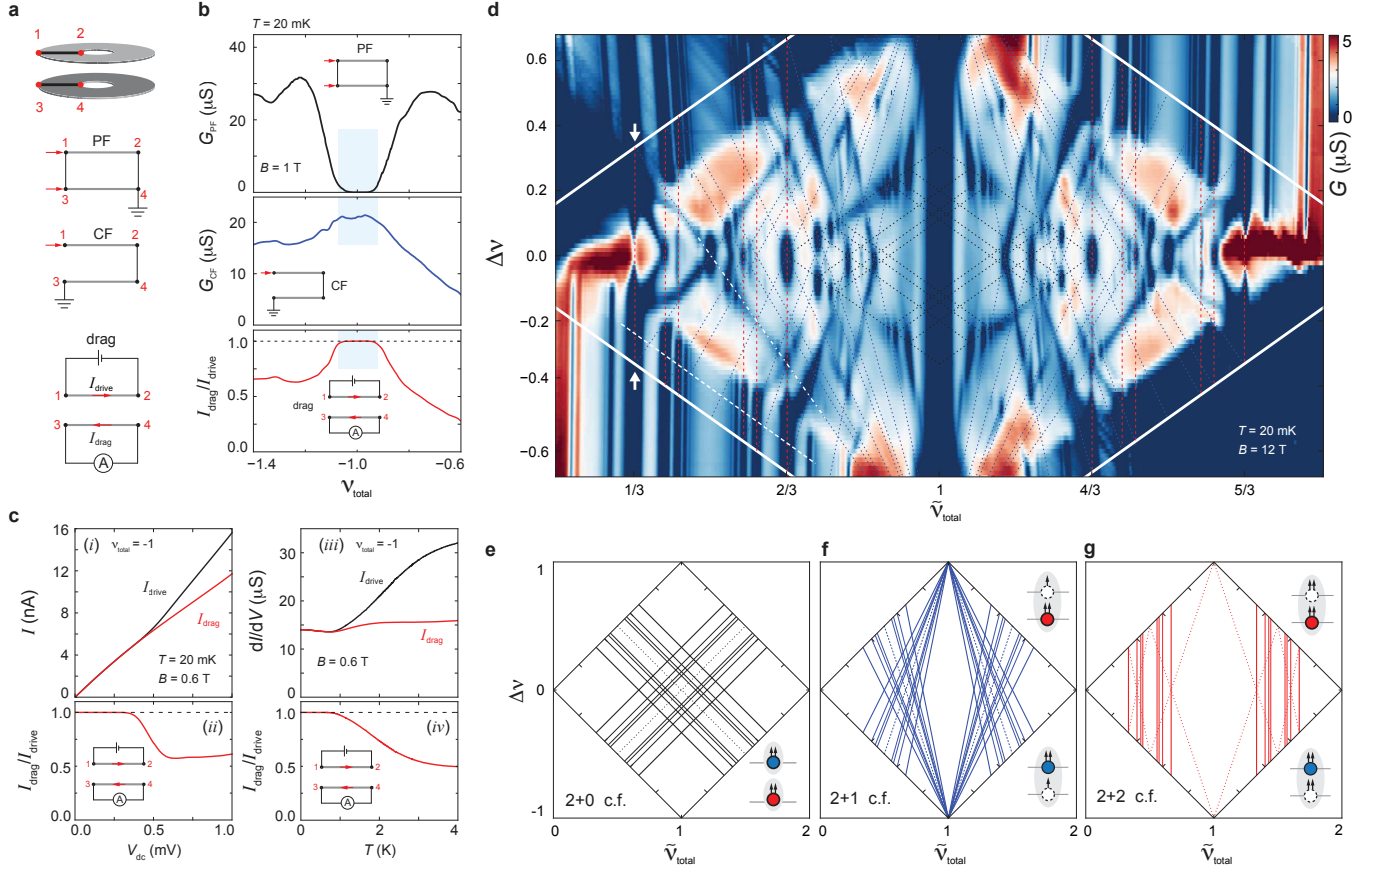 a
1 2
3 4
PF
1 2
3 4
CF
1 2
3 4
drag
I_drive
1 2
3 4
I_drag
A
b
T = 20 mK
40
20
0
G_PF (µS)
PF
B = 1 T
20
10
0
G_CF (µS)
CF
1.0
0.5
0.0
I_drag/I_drive
drag
1 2
3 4
A
−1.4 −1.0 −0.6
ν_total
c
16
12
8
4
0
I (nA)
(i) ν_total = -1
I_drive
I_drag
T = 20 mK
B = 0.6 T
1.0
0.5
I_drag/I_drive
(ii)
1 2
3 4
A
0.0 0.5 1.0
V_dc (mV)
30
20
10
0
dI/dV (µS)
(iii) ν_total = -1
I_drive
I_drag
B = 0.6 T
1.0
0.5
0.0
I_drag/I_drive
(iv)
1 2
3 4
A
0 2 4
T (K)
d
0.6
0.4
0.2
0.0
−0.2
−0.4
−0.6
Δν
T = 20 mK
B = 12 T
1/3 2/3 1 4/3 5/3
ν̃_total
5
0
G (µS)
e
1
0
-1
Δν
2+0 c.f.
0 1 2
ν̃_total
f
2+1 c.f.
0 1 2
ν̃_total
g
2+2 c.f.
0 1 2
ν̃_total